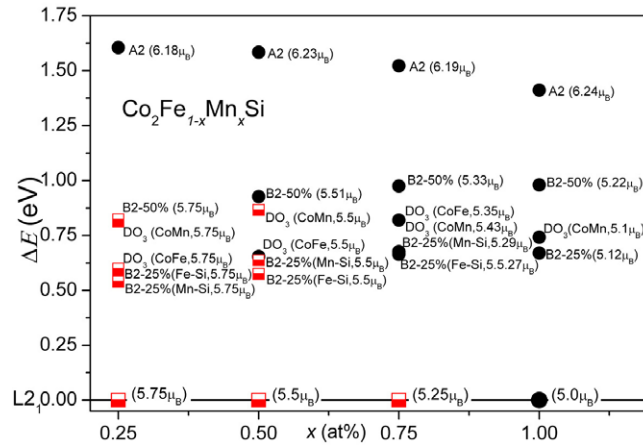 1.75
A2 (6.18μB)
A2 (6.23μB)
A2 (6.19μB)
A2 (6.24μB)
1.50
1.25
Co2Fe1-xMnxSi
1.00
B2-50% (5.75μB)
B2-50% (5.51μB)
B2-50% (5.33μB)
B2-50% (5.22μB)
DO3 (CoMn,5.75μB)
DO3 (CoMn,5.5μB)
DO3 (CoFe,5.35μB)
DO3 (CoMn,5.43μB)
DO3(CoMn,5.1μB)
0.75
DO3 (CoFe,5.75μB)
DO3 (CoFe,5.5μB)
B2-25%(Mn-Si,5.29μB)
B2-25%(5.12μB)
B2-25%(Fe-Si,5.75μB)
B2-25%(Mn-Si,5.5μB)
B2-25%(Fe-Si,5.5.27μB)
B2-25%(Mn-Si,5.75μB)
B2-25%(Fe-Si,5.5μB)
0.50
0.25
ΔE (eV)
L21 0.00
(5.75μB)
(5.5μB)
(5.25μB)
(5.0μB)
0.25
0.50
0.75
1.00
x (at%)